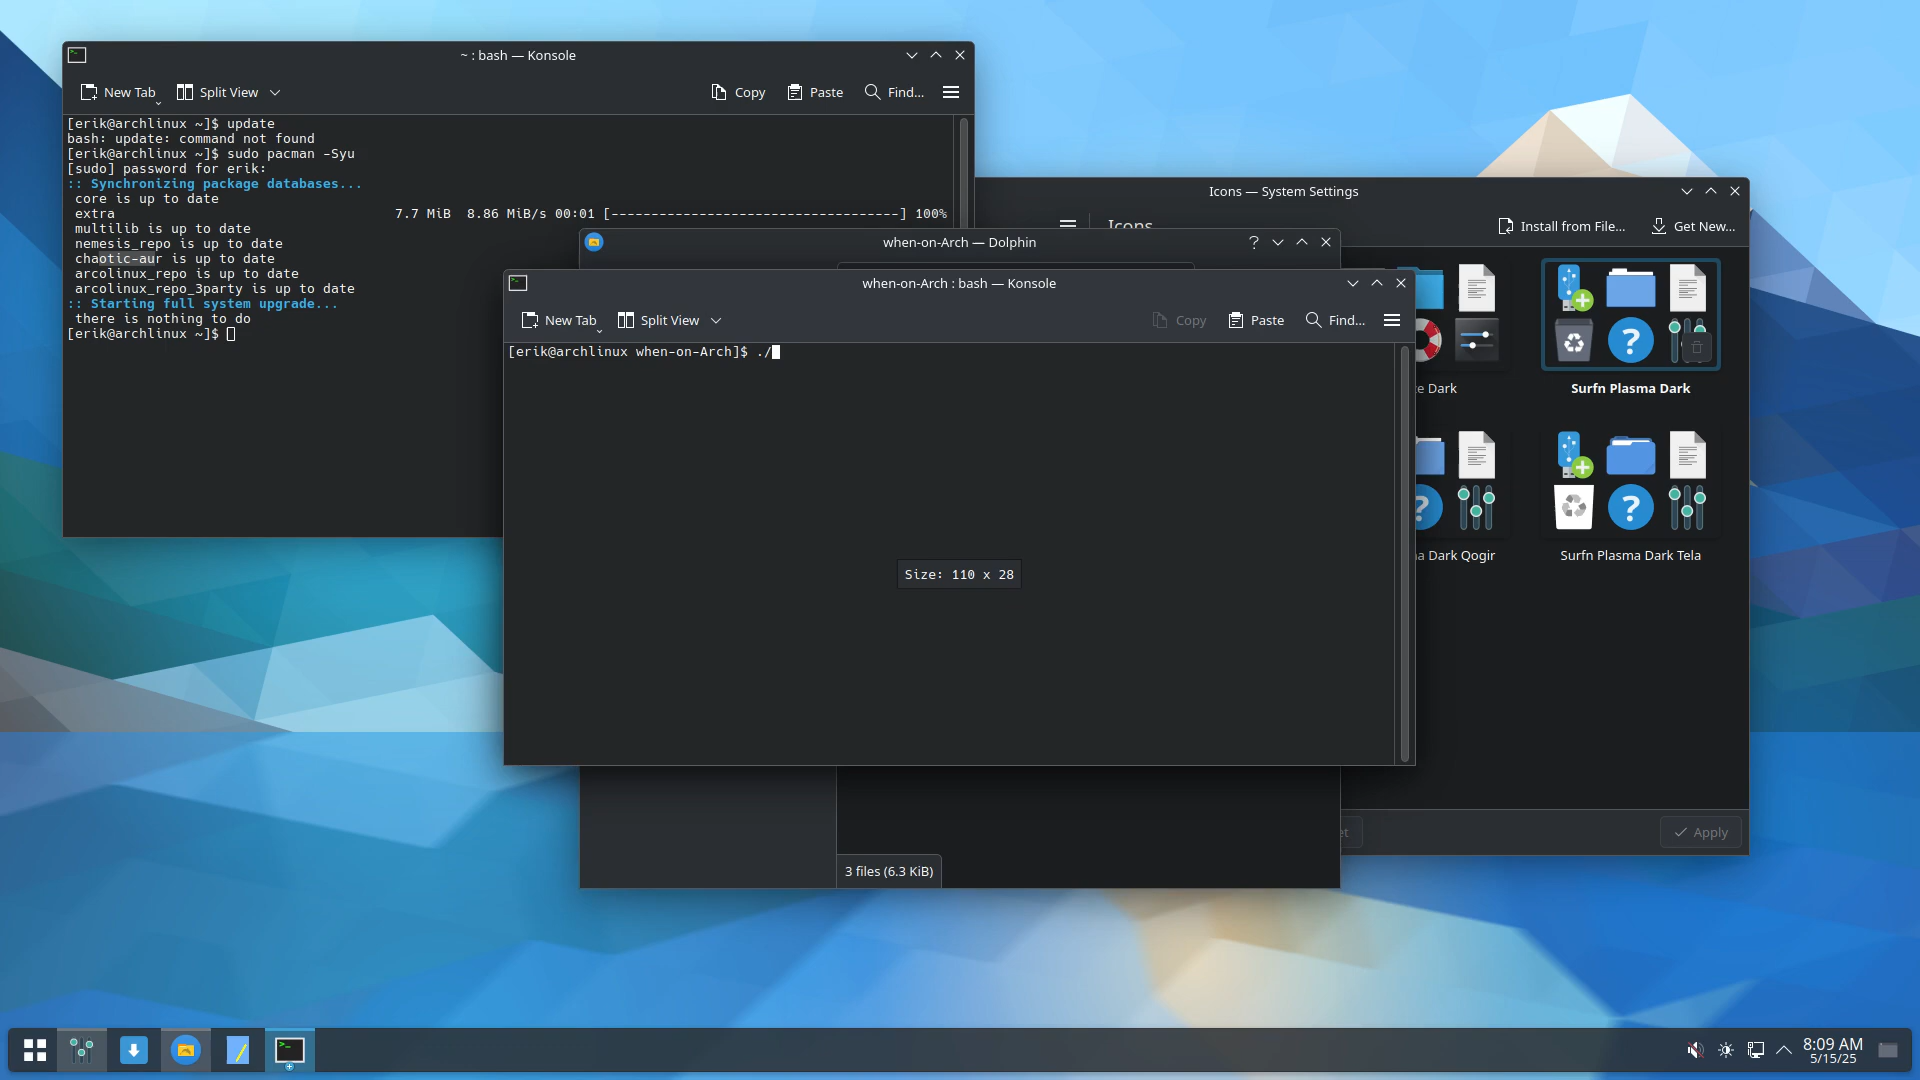 ~ : bash — Konsole
New Tab
Split View
Copy
Paste
Find...
[erik@archlinux ~]$ update
bash: update: command not found
[erik@archlinux ~]$ sudo pacman -Syu
[sudo] password for erik:
:: Synchronizing package databases...
core is up to date
extra 7.7 MiB 8.86 MiB/s 00:01 [------------------------------------] 100%
multilib is up to date
nemesis_repo is up to date
chaotic-aur is up to date
arcolinux_repo is up to date
arcolinux_repo_3party is up to date
:: Starting full system upgrade...
there is nothing to do
[erik@archlinux ~]$
Icons — System Settings
Icons
Install from File...
Get New...
Dark
Surfn Plasma Dark
Dark Qogir
Surfn Plasma Dark Tela
Apply
when-on-Arch — Dolphin
3 files (6.3 KiB)
when-on-Arch : bash — Konsole
New Tab
Split View
Copy
Paste
Find...
[erik@archlinux when-on-Arch]$ ./
Size: 110 x 28
8:09 AM
5/15/25